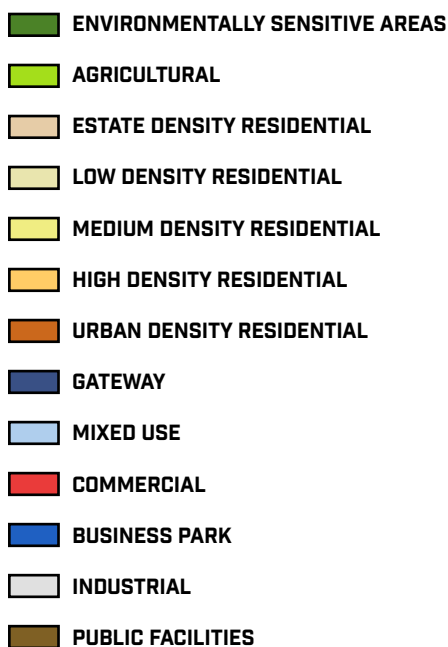 ENVIRONMENTALLY SENSITIVE AREAS
AGRICULTURAL
ESTATE DENSITY RESIDENTIAL
LOW DENSITY RESIDENTIAL
MEDIUM DENSITY RESIDENTIAL
HIGH DENSITY RESIDENTIAL
URBAN DENSITY RESIDENTIAL
GATEWAY
MIXED USE
COMMERCIAL
BUSINESS PARK
INDUSTRIAL
PUBLIC FACILITIES